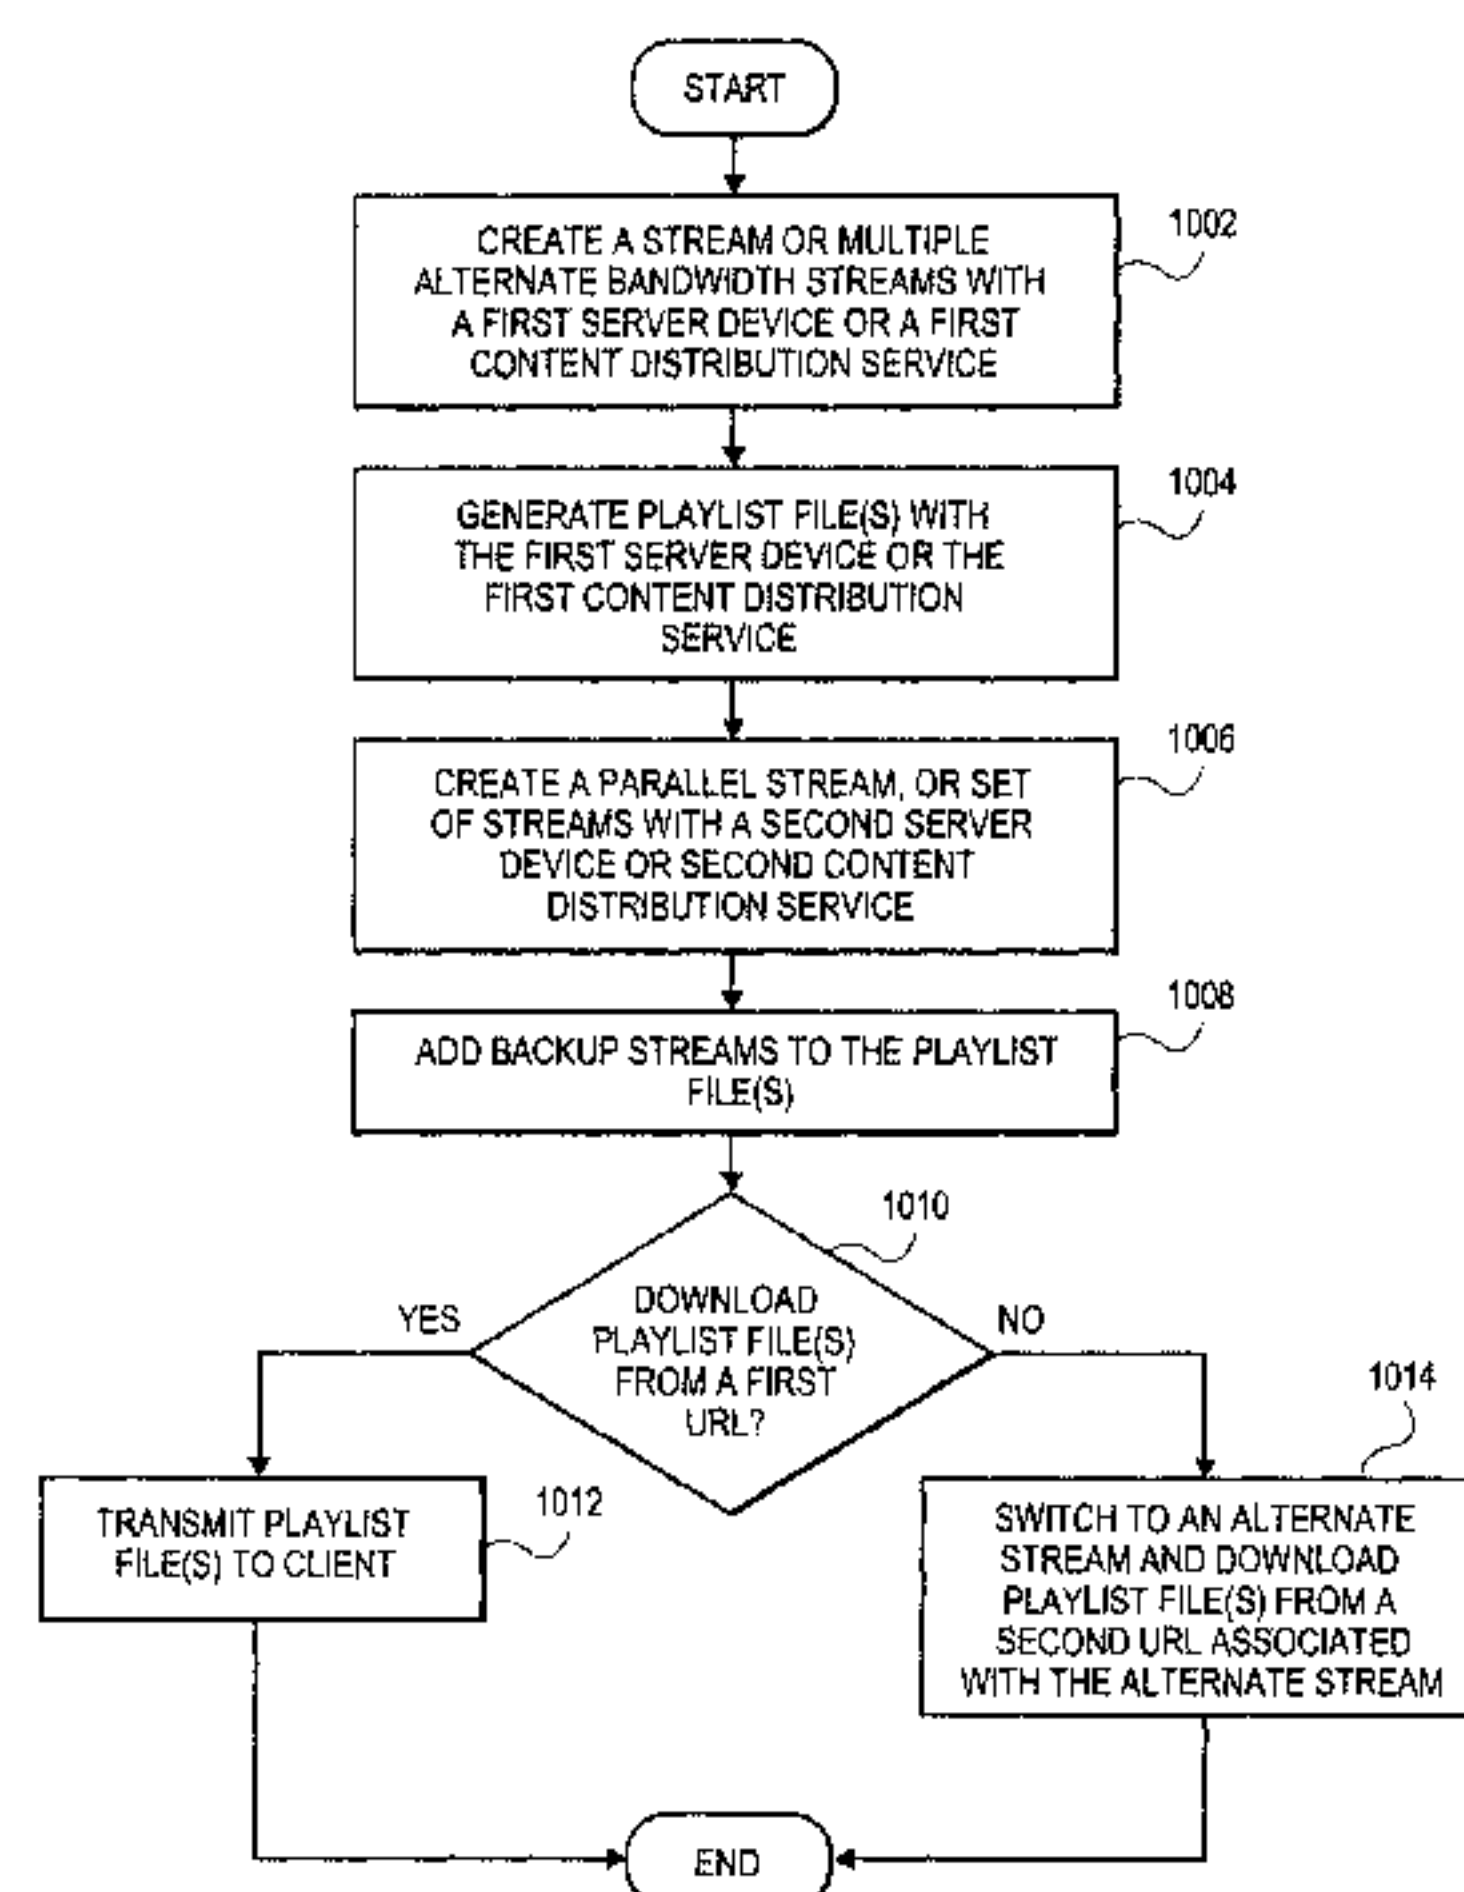 START
1002
CREATE A STREAM OR MULTIPLE
ALTERNATE BANDWIDTH STREAMS WITH
A FIRST SERVER DEVICE OR A FIRST
CONTENT DISTRIBUTION SERVICE
1004
GENERATE PLAYLIST FILE(S) WITH
THE FIRST SERVER DEVICE OR THE
FIRST CONTENT DISTRIBUTION
SERVICE
1006
CREATE A PARALLEL STREAM, OR SET
OF STREAMS WITH A SECOND SERVER
DEVICE OR SECOND CONTENT
DISTRIBUTION SERVICE
1008
ADD BACKUP STREAMS TO THE PLAYLIST
FILE(S)
1010
DOWNLOAD
PLAYLIST FILE(S)
FROM A FIRST
URL?
YES
NO
1012
TRANSMIT PLAYLIST
FILE(S) TO CLIENT
1014
SWITCH TO AN ALTERNATE
STREAM AND DOWNLOAD
PLAYLIST FILE(S) FROM A
SECOND URL ASSOCIATED
WITH THE ALTERNATE STREAM
END